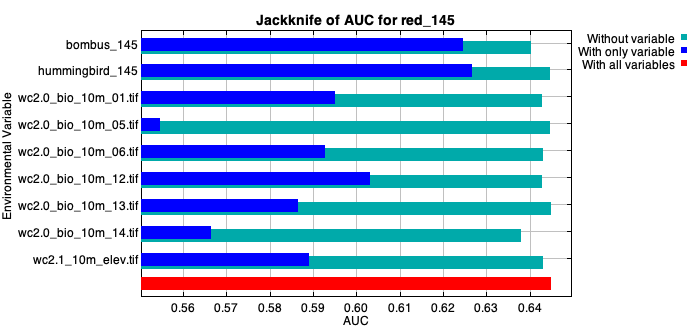 Jackknife of AUC for red_145
Environmental Variable
bombus_145
hummingbird_145
wc2.0_bio_10m_01.tif
wc2.0_bio_10m_05.tif
wc2.0_bio_10m_06.tif
wc2.0_bio_10m_12.tif
wc2.0_bio_10m_13.tif
wc2.0_bio_10m_14.tif
wc2.1_10m_elev.tif
0.56 0.57 0.58 0.59 0.60 0.61 0.62 0.63 0.64
AUC
Without variable
With only variable
With all variables